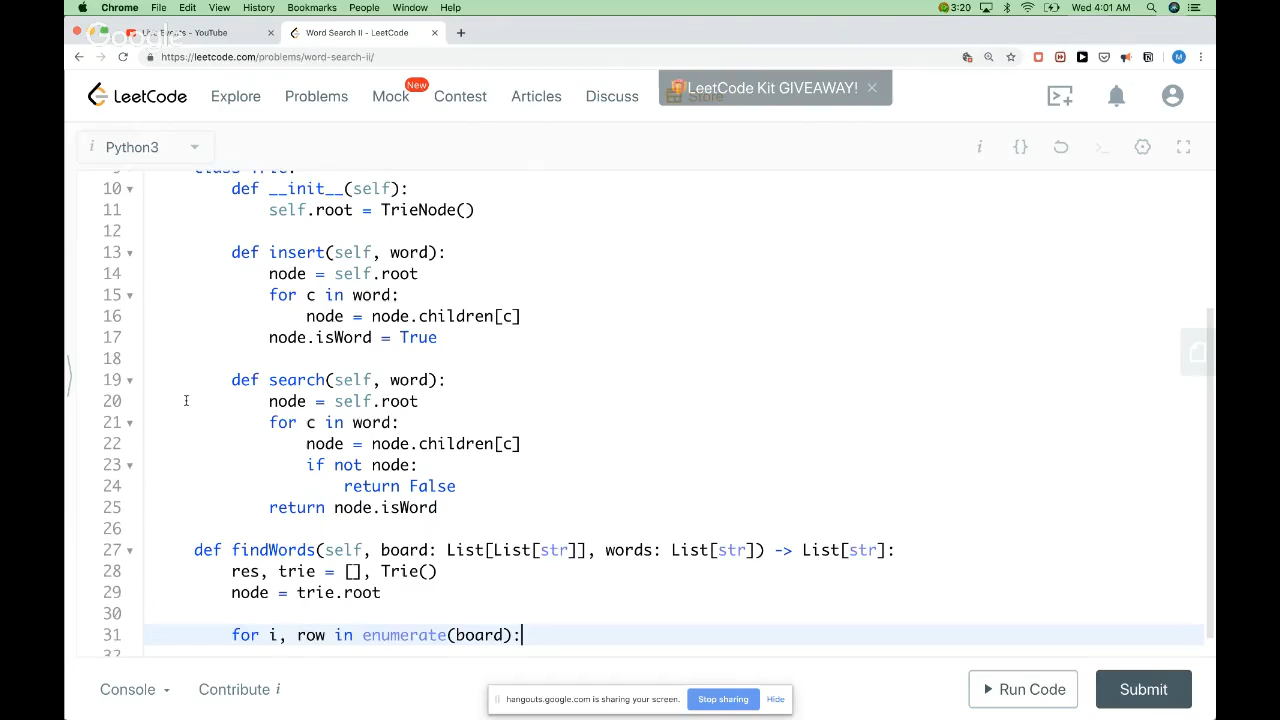 Chrome File Edit View History Bookmarks People Window Help 3:20 Wed 4:01 AM
Events - YouTube × Word Search II - LeetCode × +
Google
https://leetcode.com/problems/word-search-ii/ M
LeetCode Explore Problems Mock New Contest Articles Discuss LeetCode Kit GIVEAWAY! × Store
i Python3 i {}
10 def __init__(self):
11 self.root = TrieNode()
12
13 def insert(self, word):
14 node = self.root
15 for c in word:
16 node = node.children[c]
17 node.isWord = True
18
19 def search(self, word):
20 node = self.root
21 for c in word:
22 node = node.children[c]
23 if not node:
24 return False
25 return node.isWord
26
27 def findWords(self, board: List[List[str]], words: List[str]) -> List[str]:
28 res, trie = [], Trie()
29 node = trie.root
30
31 for i, row in enumerate(board):
32
Console Contribute i Run Code Submit
hangouts.google.com is sharing your screen. Stop sharing Hide